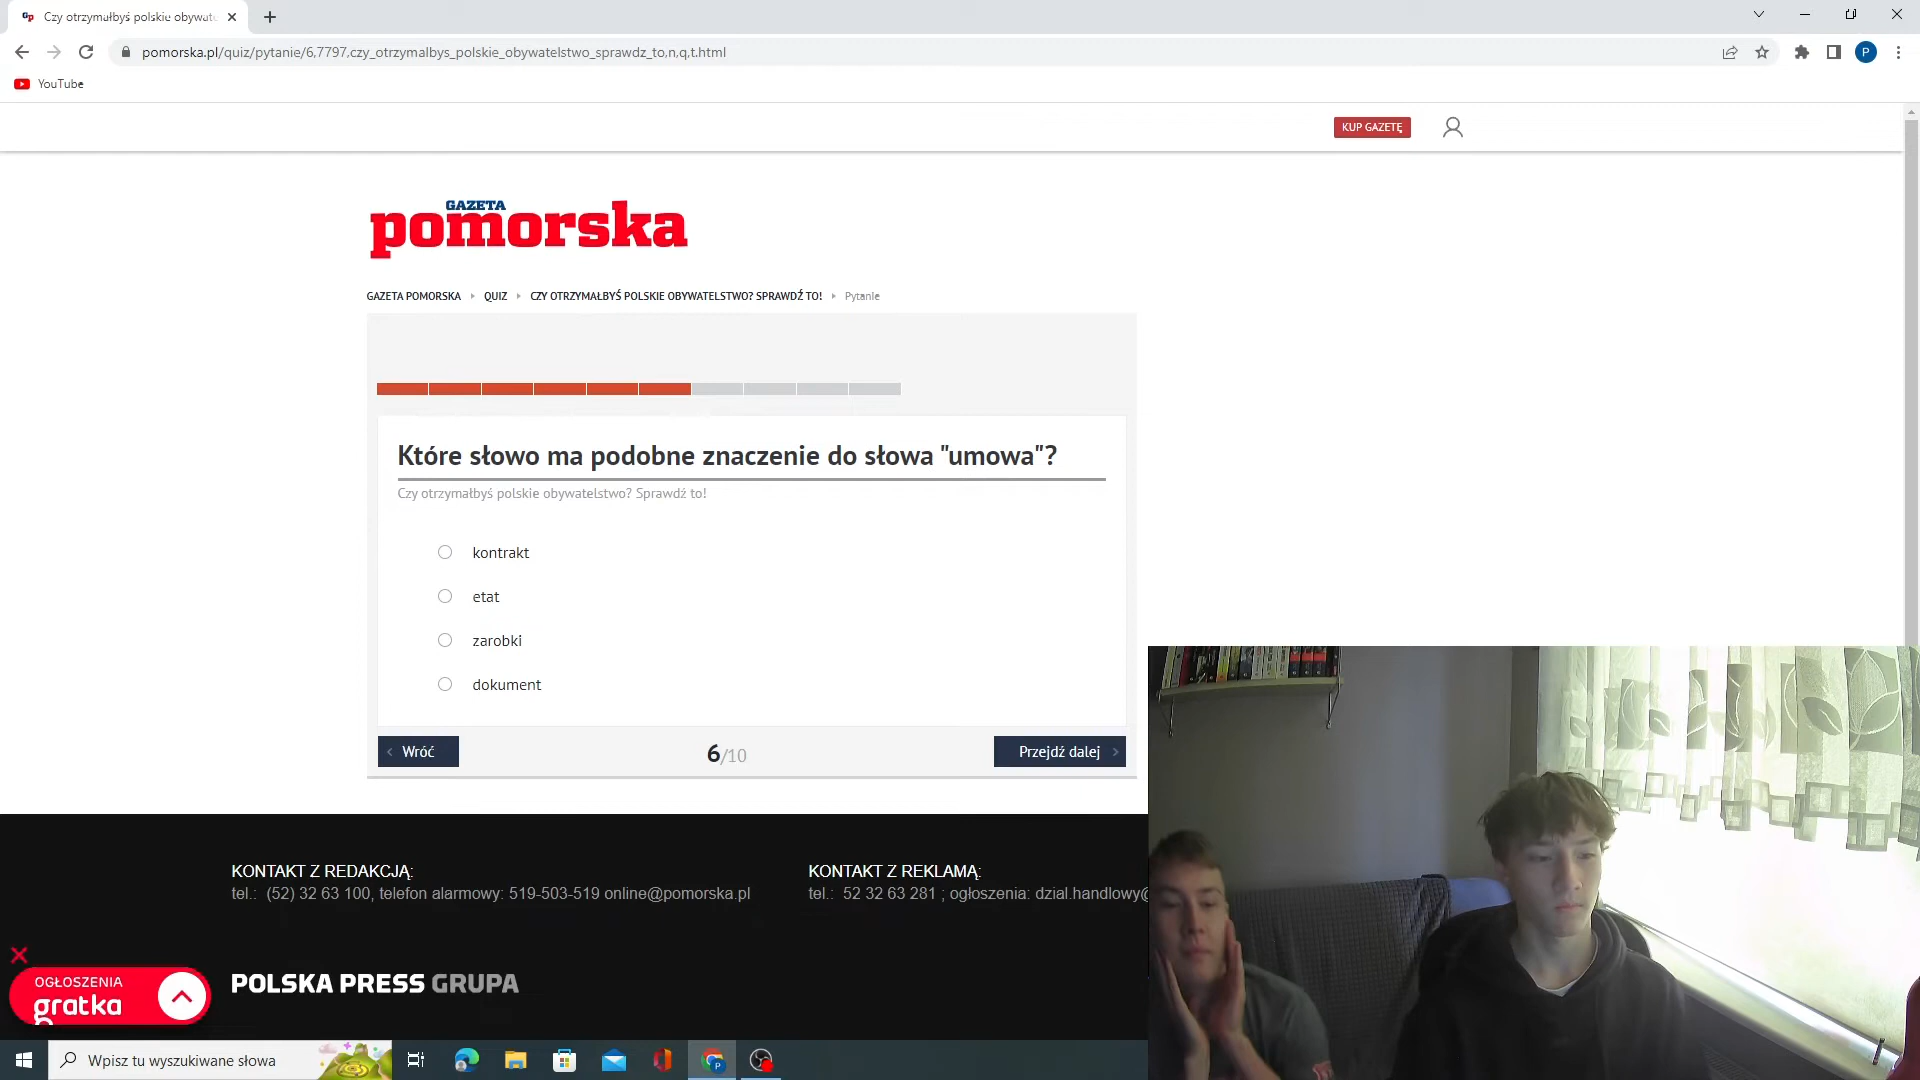 Czy otrzymałbyś polskie obywate
pomorska.pl/quiz/pytanie/6,7797,czy_otrzymalbys_polskie_obywatelstwo_sprawdz_to,n,q,t.html
P
YouTube
KUP GAZETĘ
GAZETA
pomorska
GAZETA POMORSKA QUIZ CZY OTRZYMAŁBYŚ POLSKIE OBYWATELSTWO? SPRAWDŹ TO! Pytanie
Które słowo ma podobne znaczenie do słowa "umowa"?
Czy otrzymałbyś polskie obywatelstwo? Sprawdź to!
kontrakt
etat
zarobki
dokument
Wróć
6/10
Przejdź dalej
KONTAKT Z REDAKCJĄ:
tel.: (52) 32 63 100, telefon alarmowy: 519-503-519 online@pomorska.pl
KONTAKT Z REKLAMĄ:
tel.: 52 32 63 281 ; ogłoszenia: dzial.handlowy@
OGŁOSZENIA
gratka
POLSKA PRESS GRUPA
Wpisz tu wyszukiwane słowa